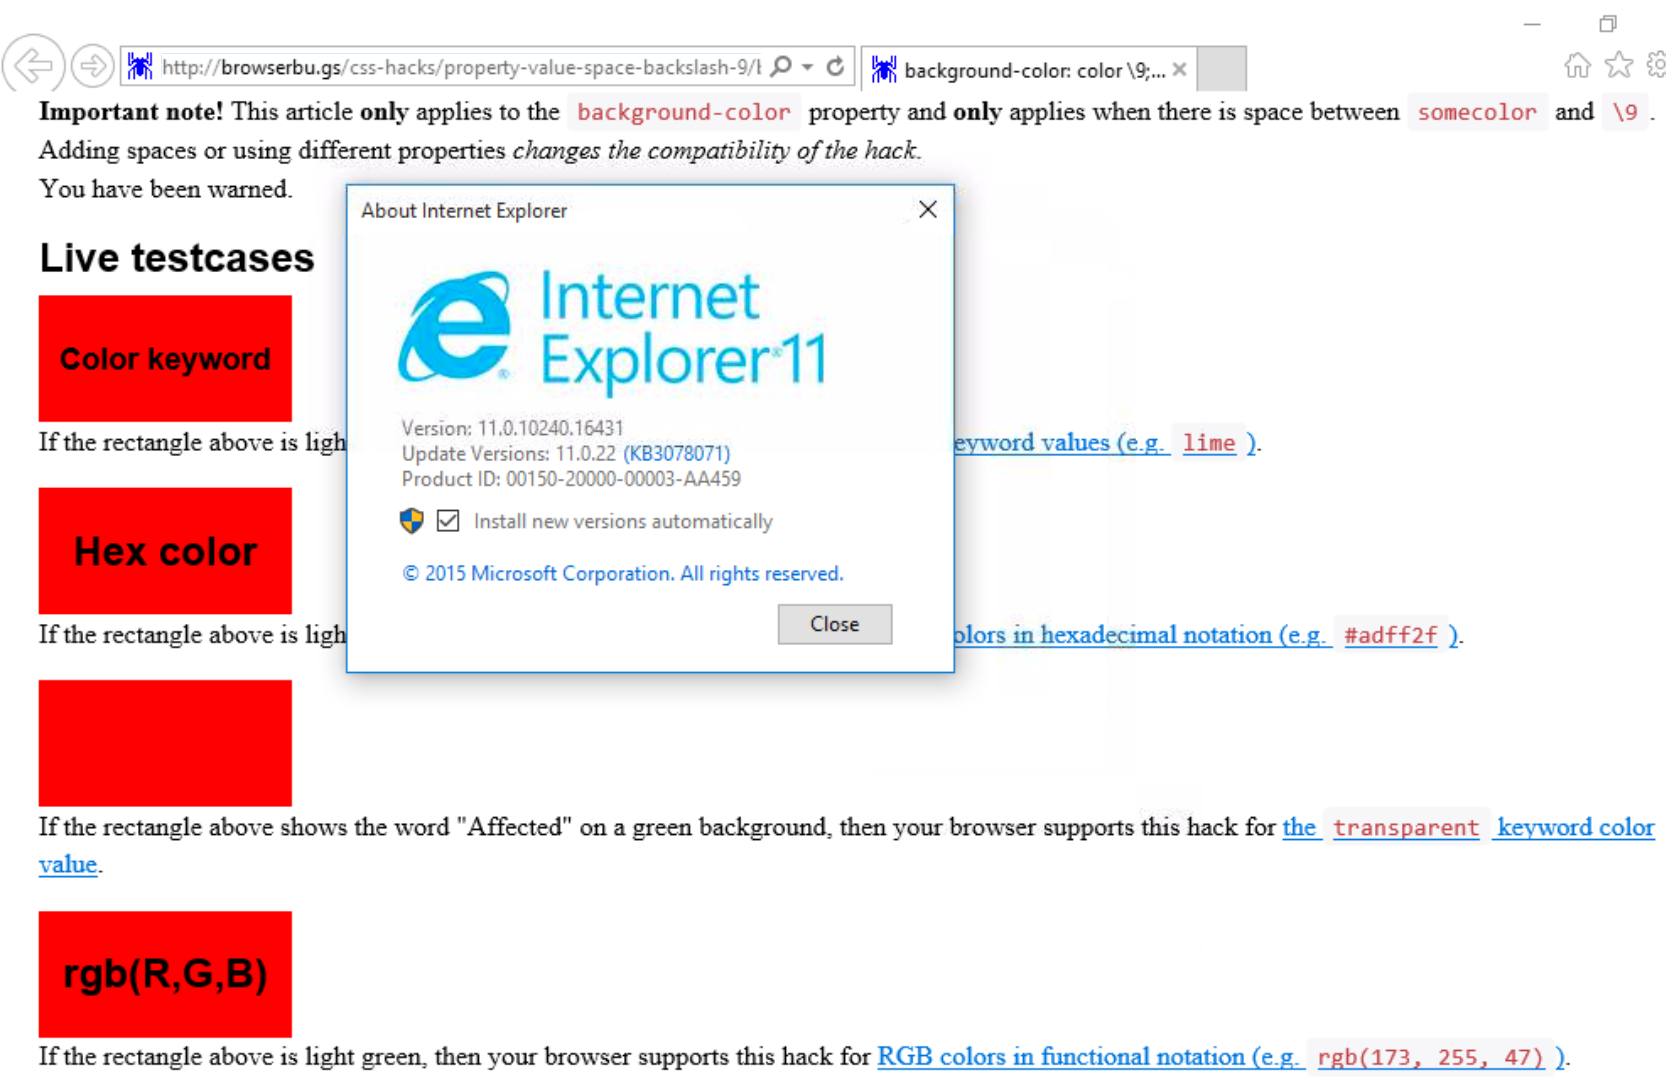 http://browserbu.gs/css-hacks/property-value-space-backslash-9/
background-color: color \9;...
Important note! This article only applies to the background-color property and only applies when there is space between somecolor and \9 .
Adding spaces or using different properties changes the compatibility of the hack.
You have been warned.
About Internet Explorer
Live testcases
Internet
Explorer®11
Color keyword
Version: 11.0.10240.16431
If the rectangle above is ligh
eyword values (e.g. lime ).
Update Versions: 11.0.22 (KB3078071)
Product ID: 00150-20000-00003-AA459
Install new versions automatically
Hex color
© 2015 Microsoft Corporation. All rights reserved.
Close
If the rectangle above is ligh
olors in hexadecimal notation (e.g. #adff2f ).
If the rectangle above shows the word "Affected" on a green background, then your browser supports this hack for the transparent keyword color
value.
rgb(R,G,B)
If the rectangle above is light green, then your browser supports this hack for RGB colors in functional notation (e.g. rgb(173, 255, 47) ).